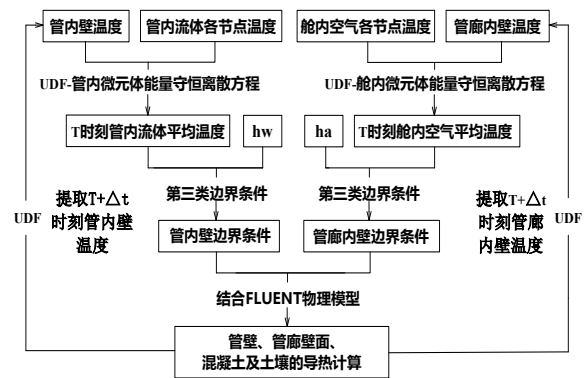 管内壁温度
管内流体各节点温度
舱内空气各节点温度
管廊内壁温度
UDF-管内微元体能量守恒离散方程
UDF-舱内微元体能量守恒离散方程
T时刻管内流体平均温度
hw
ha
T时刻舱内空气平均温度
UDF
提取T+△t
时刻管内壁
温度
第三类边界条件
第三类边界条件
提取T+△t
时刻管廊
内壁温度
UDF
管内壁边界条件
管廊内壁边界条件
结合FLUENT物理模型
管壁、管廊壁面、
混凝土及土壤的导热计算